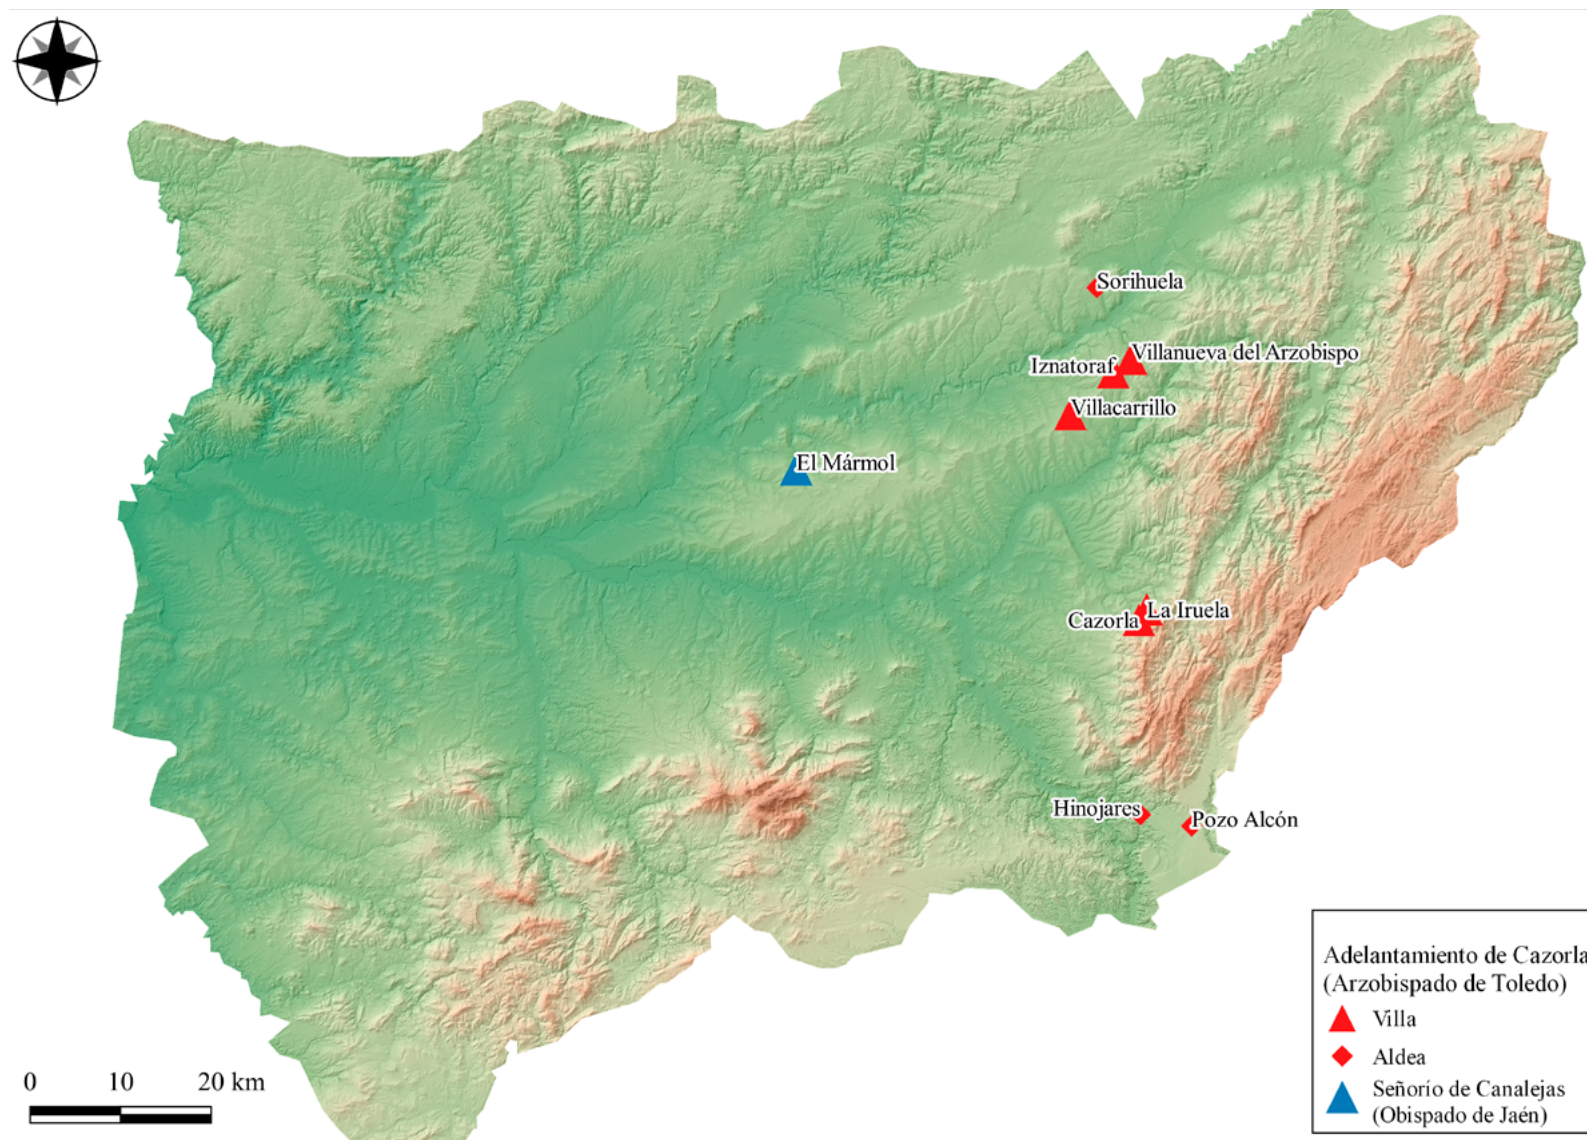 Sorihuela
Villanueva del Arzobispo
Iznatoraf
Villacarrillo
El Mármol
La Iruela
Cazorla
Hinojares
Pozo Alcón
Adelantamiento de Cazorla
(Arzobispado de Toledo)
Villa
Aldea
Señorío de Canalejas
(Obispado de Jaén)
0 10 20 km